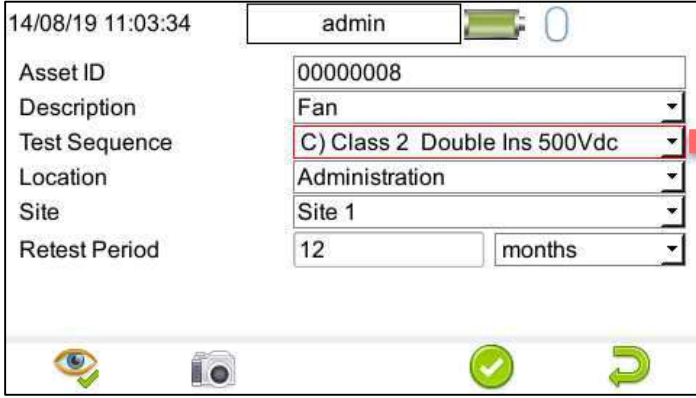 14/08/19 11:03:34 admin
Asset ID 00000008
Description Fan
Test Sequence C) Class 2 Double Ins 500Vdc
Location Administration
Site Site 1
Retest Period 12 months